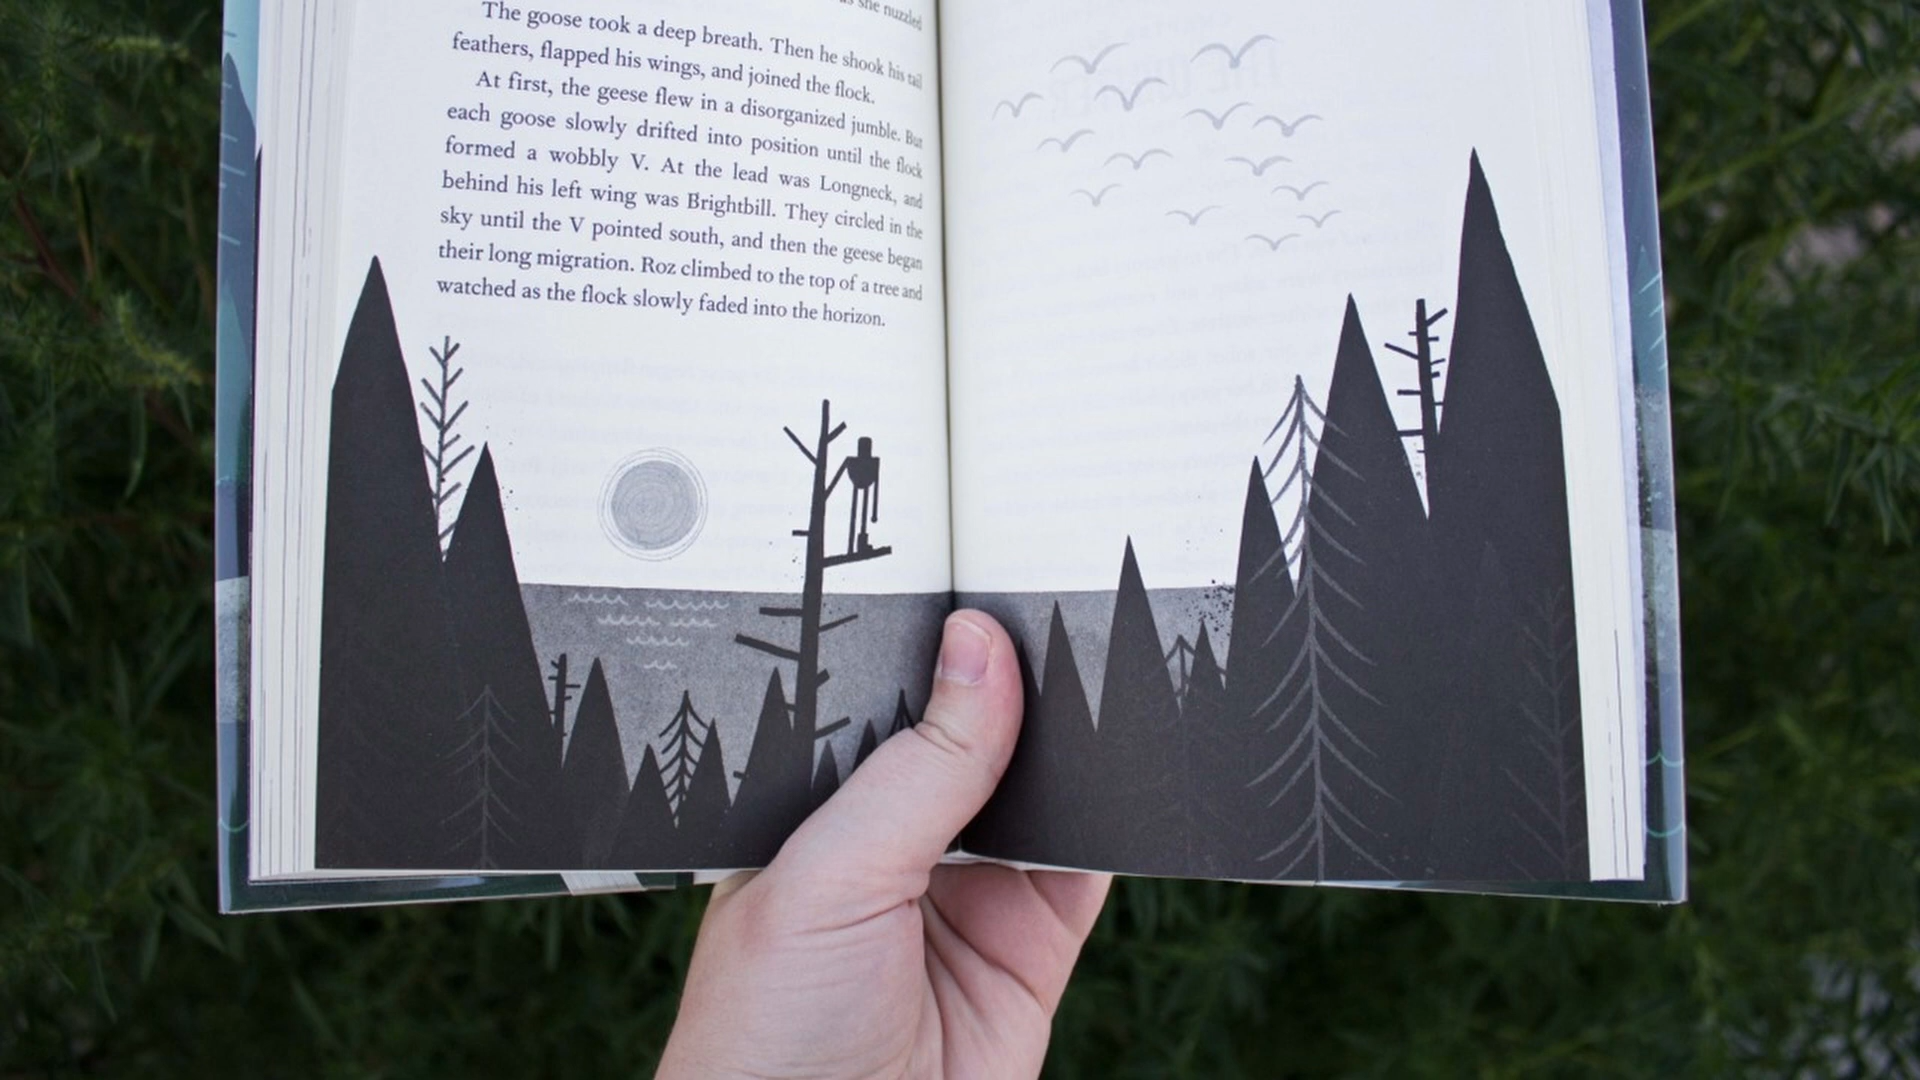 as she nuzzled
The goose took a deep breath. Then he shook his tail
feathers, flapped his wings, and joined the flock.
At first, the geese flew in a disorganized jumble. But
each goose slowly drifted into position until the flock
formed a wobbly V. At the lead was Longneck, and
behind his left wing was Brightbill. They circled in the
sky until the V pointed south, and then the geese began
their long migration. Roz climbed to the top of a tree and
watched as the flock slowly faded into the horizon.